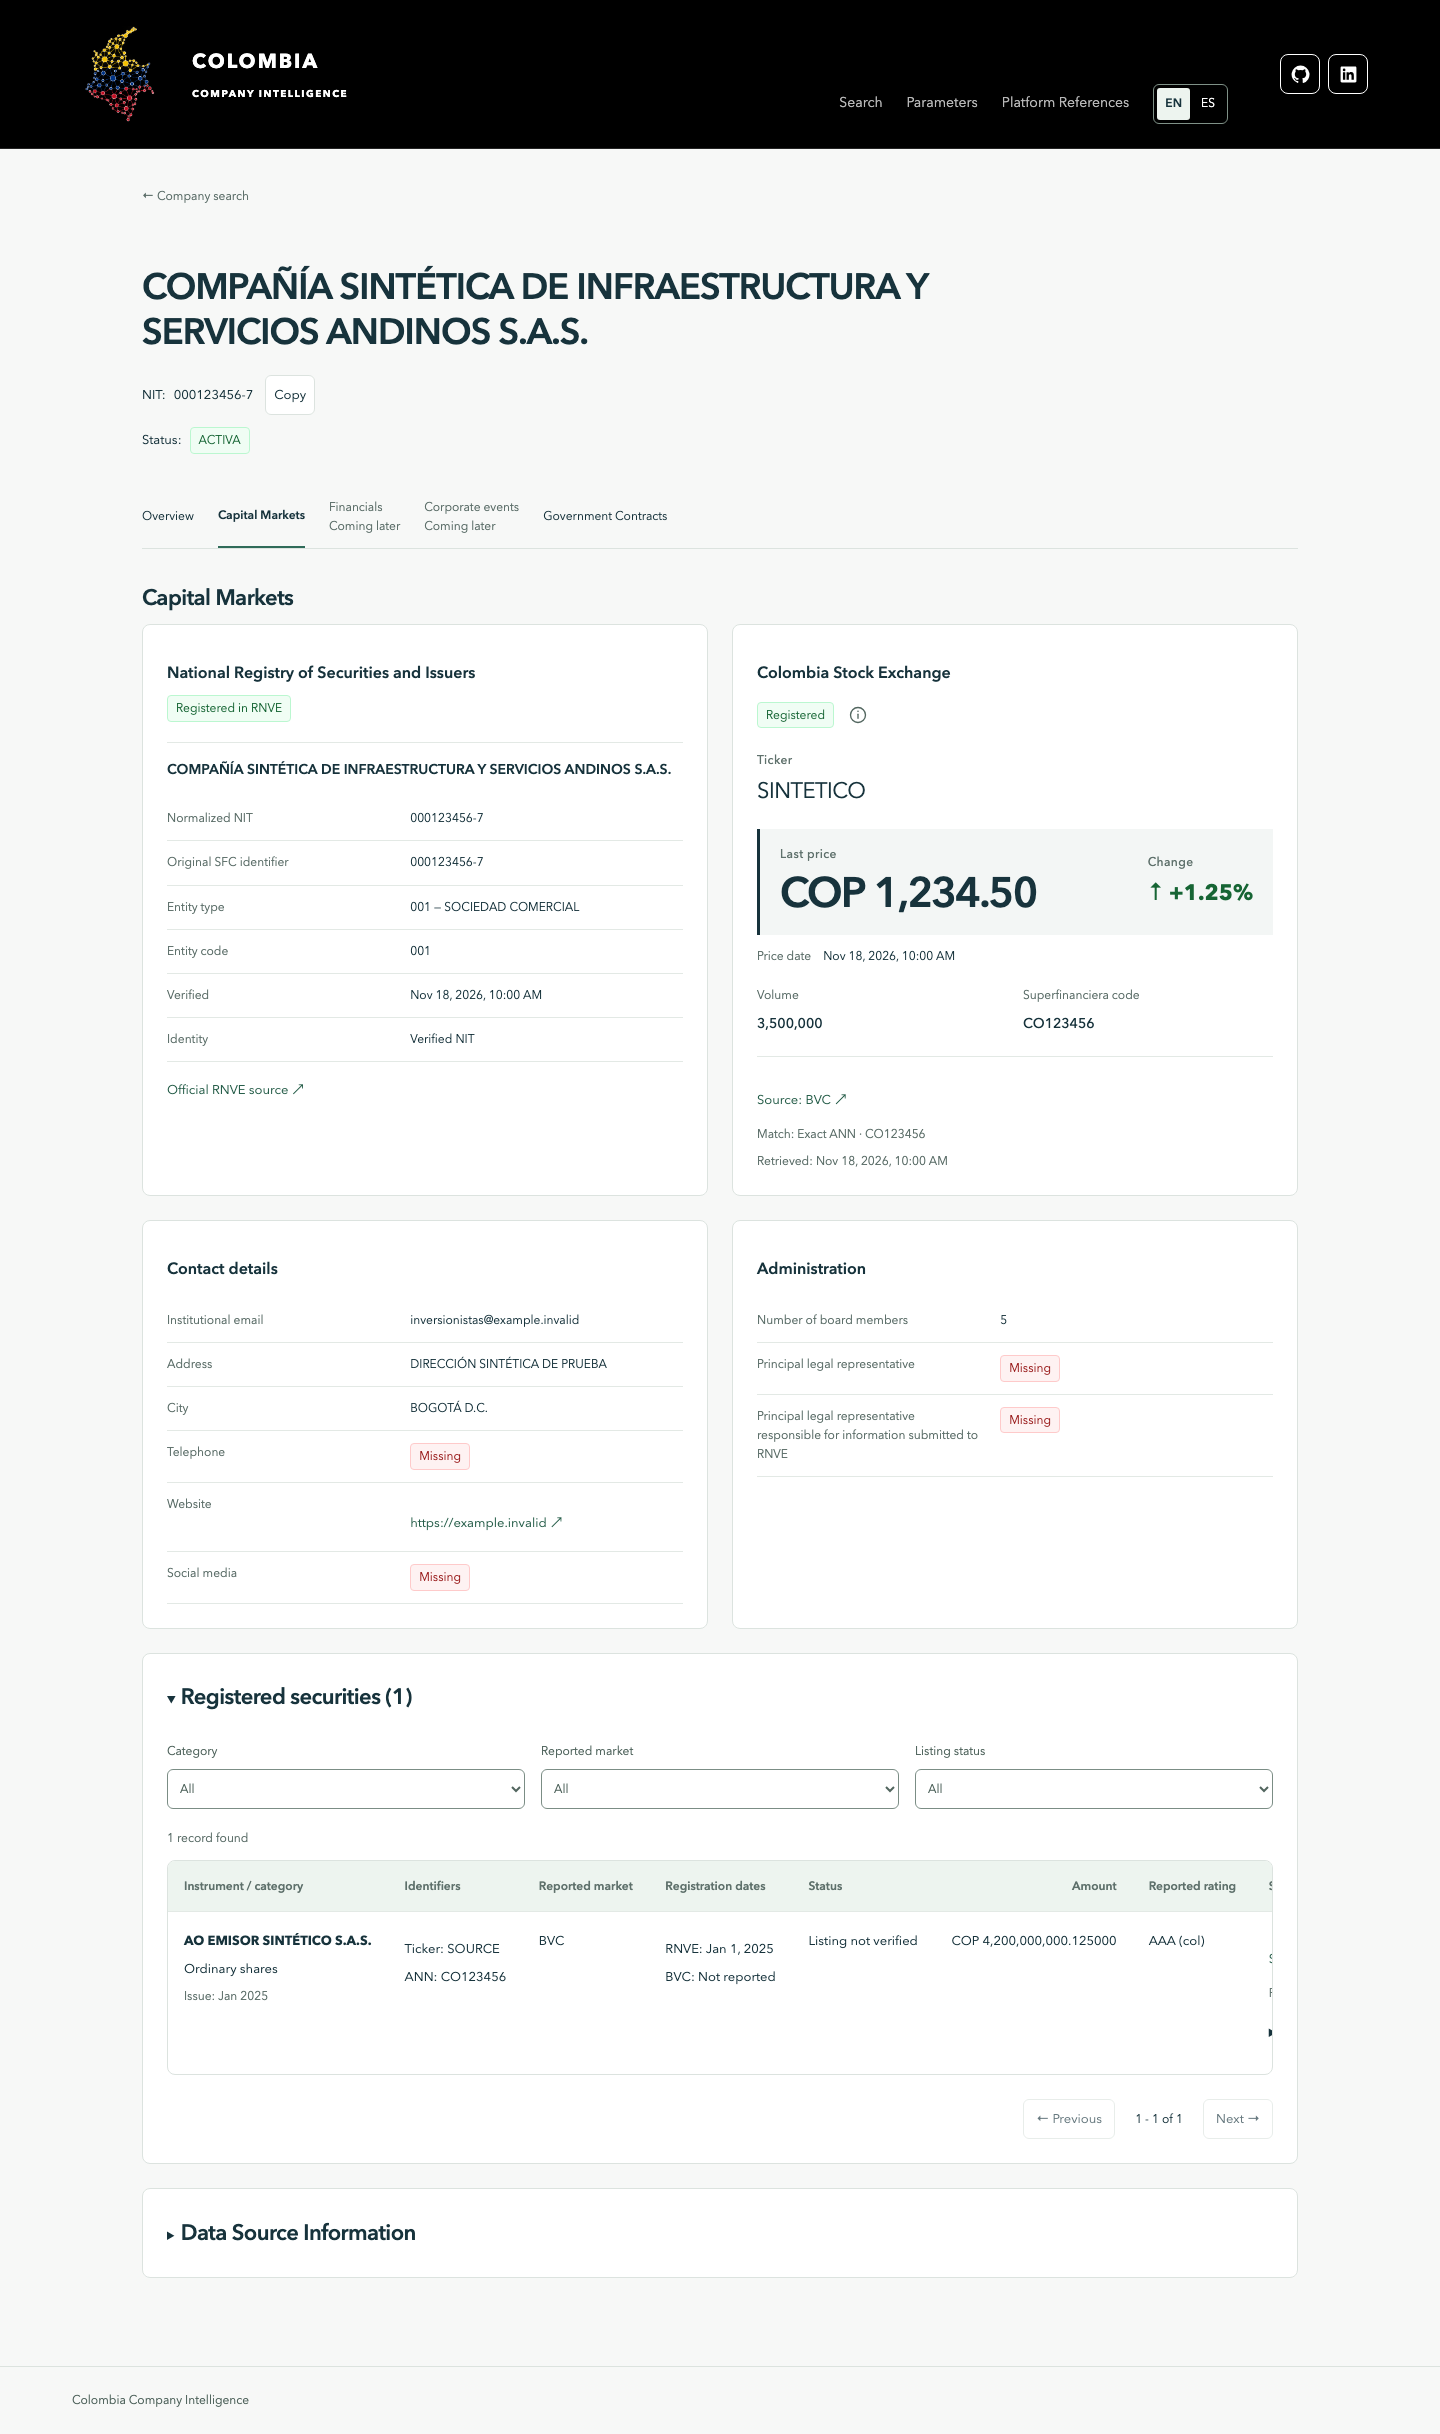 COLOMBIA
COMPANY INTELLIGENCE
Search
Parameters
Platform References
EN
ES
← Company search
COMPAÑÍA SINTÉTICA DE INFRAESTRUCTURA Y
SERVICIOS ANDINOS S.A.S.
NIT: 000123456-7 Copy
Status: ACTIVA
Overview
Capital Markets
Financials
Coming later
Corporate events
Coming later
Government Contracts
Capital Markets
National Registry of Securities and Issuers
Registered in RNVE
COMPAÑÍA SINTÉTICA DE INFRAESTRUCTURA Y SERVICIOS ANDINOS S.A.S.
Normalized NIT 000123456-7
Original SFC identifier 000123456-7
Entity type 001 – SOCIEDAD COMERCIAL
Entity code 001
Verified Nov 18, 2026, 10:00 AM
Identity Verified NIT
Official RNVE source ↗
Colombia Stock Exchange
Registered
Ticker
SINTETICO
Last price
COP 1,234.50
Change
↑ +1.25%
Price date Nov 18, 2026, 10:00 AM
Volume
3,500,000
Superfinanciera code
CO123456
Source: BVC ↗
Match: Exact ANN · CO123456
Retrieved: Nov 18, 2026, 10:00 AM
Contact details
Institutional email inversionistas@example.invalid
Address DIRECCIÓN SINTÉTICA DE PRUEBA
City BOGOTÁ D.C.
Telephone Missing
Website https://example.invalid ↗
Social media Missing
Administration
Number of board members 5
Principal legal representative Missing
Principal legal representative Missing
responsible for information submitted to
RNVE
▾ Registered securities (1)
Category
All
Reported market
All
Listing status
All
1 record found
Instrument / category Identifiers Reported market Registration dates Status Amount Reported rating
AO EMISOR SINTÉTICO S.A.S.
Ordinary shares
Issue: Jan 2025
Ticker: SOURCE
ANN: CO123456
BVC
RNVE: Jan 1, 2025
BVC: Not reported
Listing not verified
COP 4,200,000,000.125000
AAA (col)
← Previous
1 - 1 of 1
Next →
▸ Data Source Information
Colombia Company Intelligence